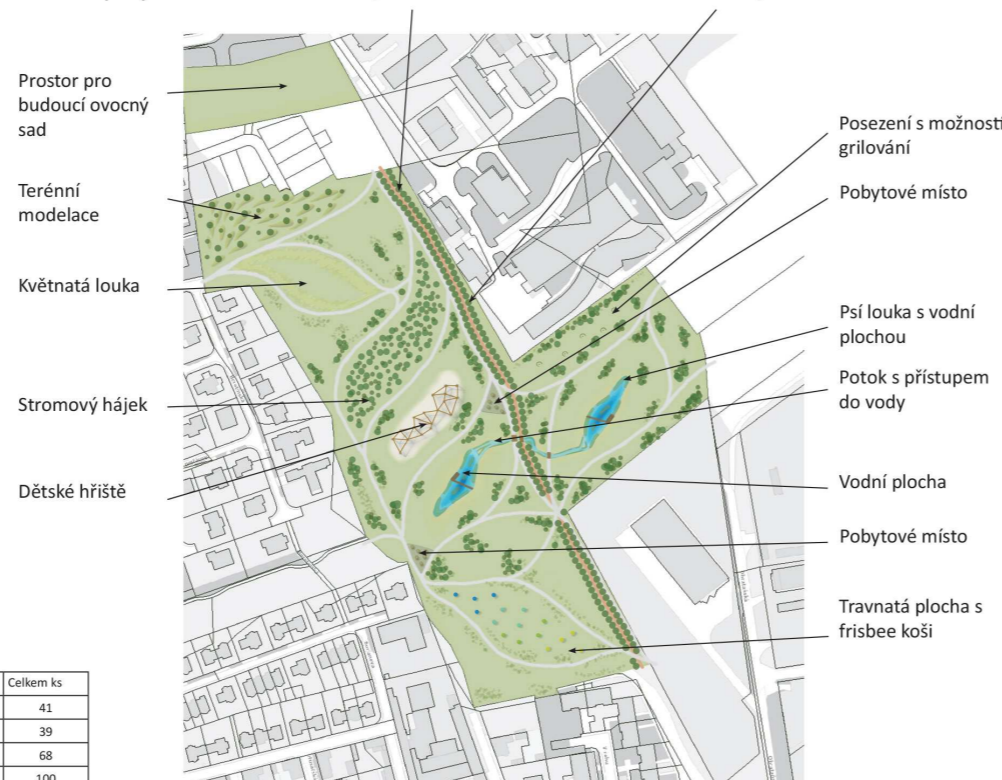 Prostor pro
budoucí ovocný
sad
Terénní
modelace
Květnatá louka
Stromový hájek
Dětské hřiště
Posezení s možností
grilování
Pobytové místo
Psí louka s vodní
plochou
Potok s přístupem
do vody
Vodní plocha
Pobytové místo
Travnatá plocha s
frisbee koši
Celkem ks
41
39
68
100